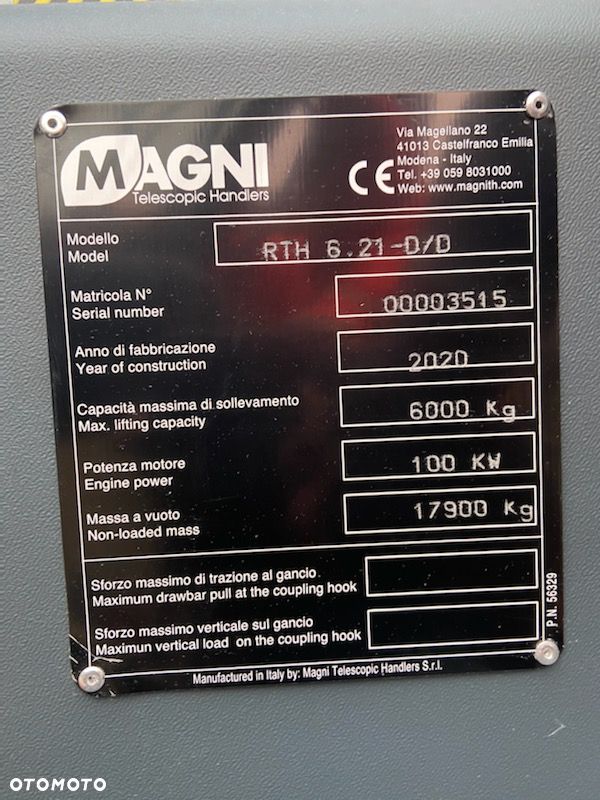 MAGNI
Telescopic Handlers
CE
Via Magellano 22
41013 Castelfranco Emilia
Modena - Italy
Tel. +39 059 8031000
Web: www.magnith.com
Modello
Model
RTH 6.21-D/D
Matricola N°
Serial number
00003515
Anno di fabbricazione
Year of construction
2020
Capacità massima di sollevamento
Max. lifting capacity
6000 Kg
Potenza motore
Engine power
100 KW
Massa a vuoto
Non-loaded mass
17900 Kg
Sforzo massimo di trazione al gancio
Maximum drawbar pull at the coupling hook
Sforzo massimo verticale sul gancio
Maximun vertical load on the coupling hook
P.N. 56329
Manufactured in Italy by: Magni Telescopic Handlers S.r.l.
OTOMOTO